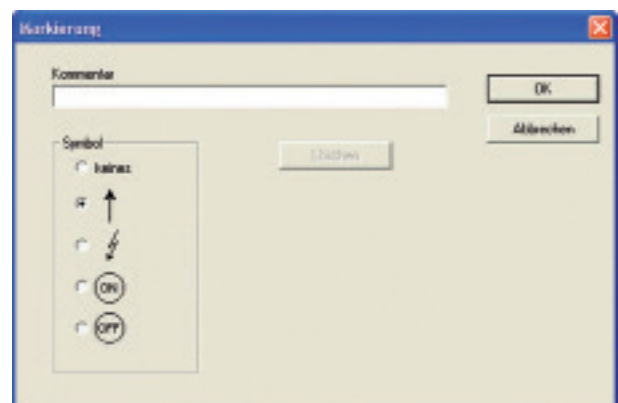 Markierung
Kommentar
OK
Abbrechen
Symbol
Löschen
keines
ON
OFF